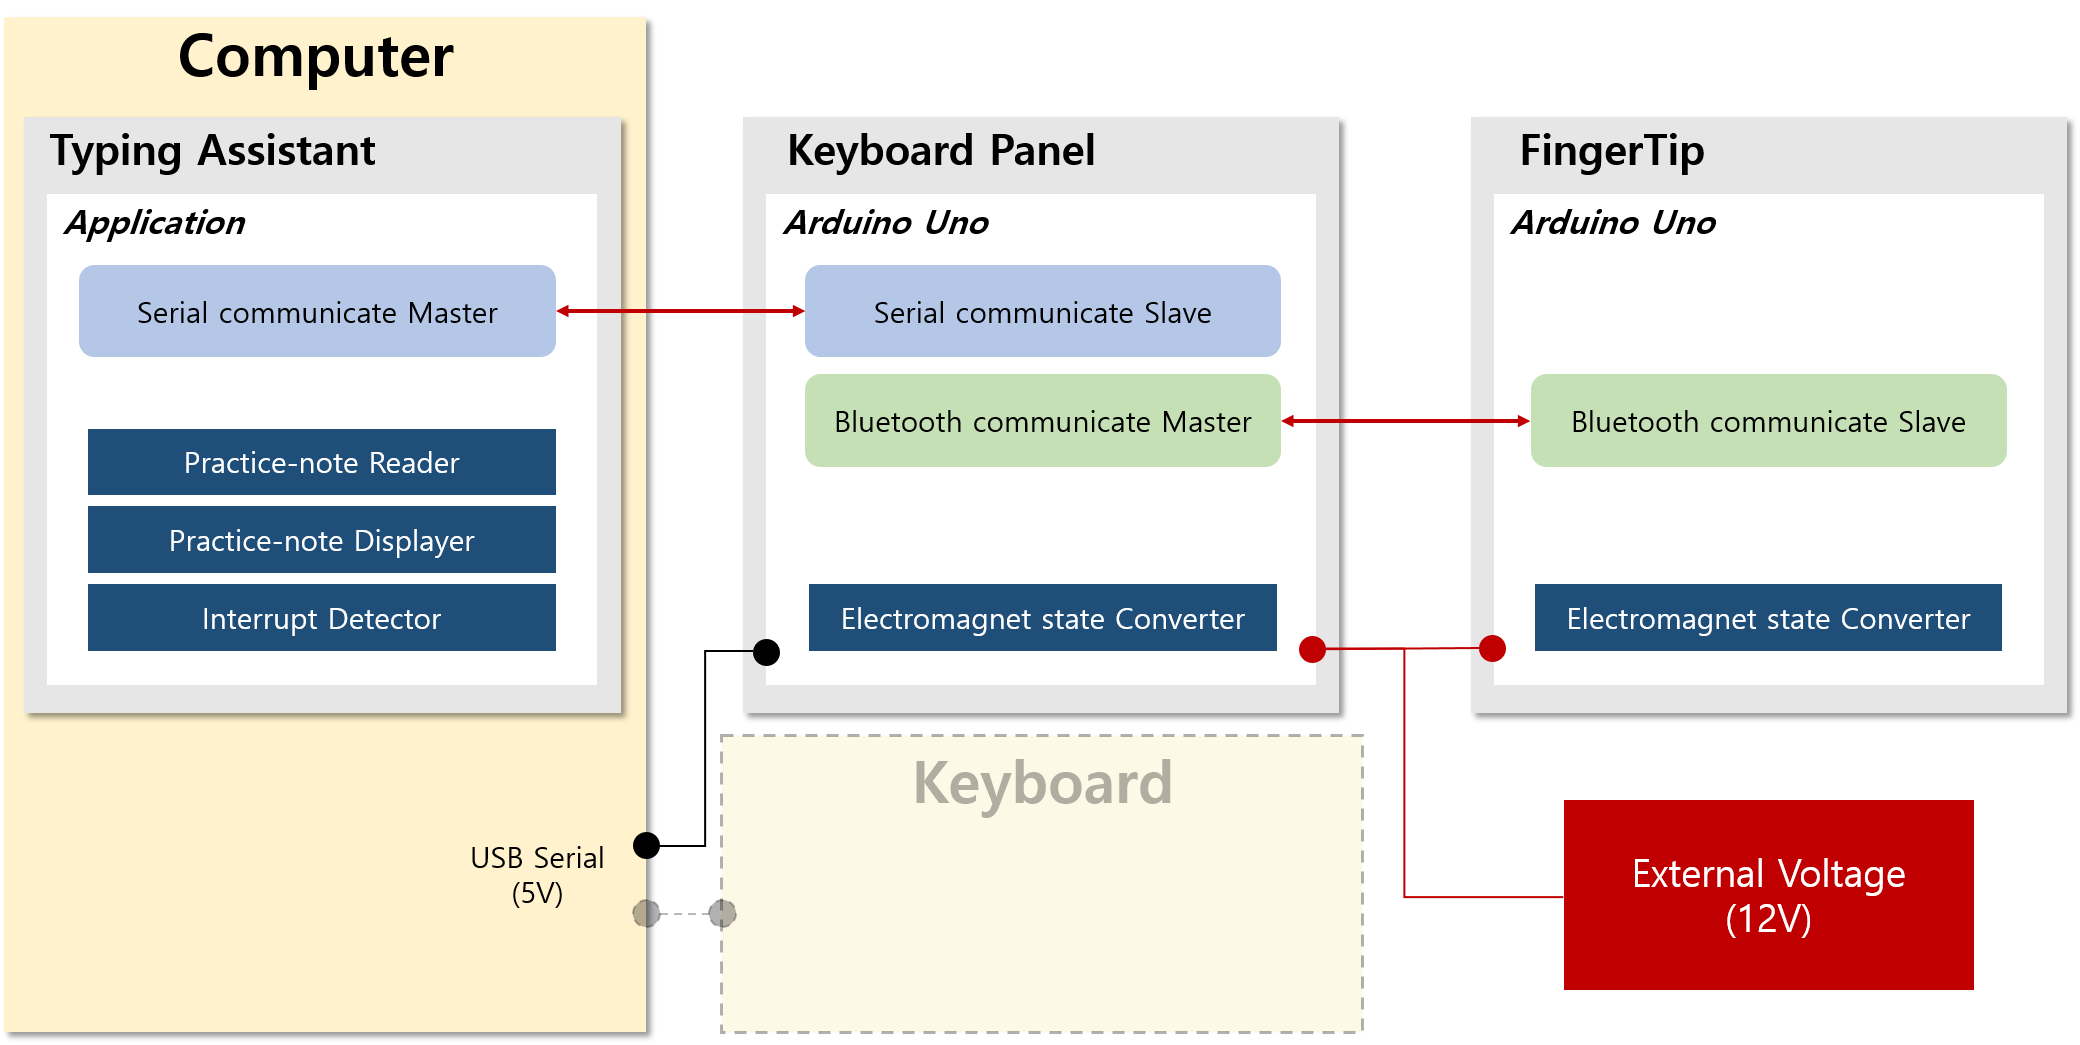 Computer
Typing Assistant
Application
Serial communicate Master
Practice-note Reader
Practice-note Displayer
Interrupt Detector
USB Serial
(5V)
Keyboard Panel
Arduino Uno
Serial communicate Slave
Bluetooth communicate Master
Electromagnet state Converter
Keyboard
FingerTip
Arduino Uno
Bluetooth communicate Slave
Electromagnet state Converter
External Voltage
(12V)